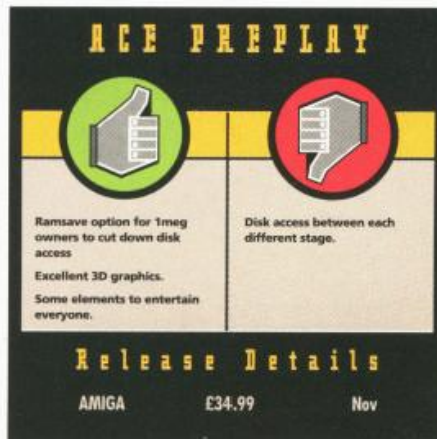 ACE PREPLAY
Ramsave option for 1meg
owners to cut down disk
access
Excellent 3D graphics.
Some elements to entertain
everyone.
Disk access between each
different stage.
Release Details
AMIGA £34.99 Nov